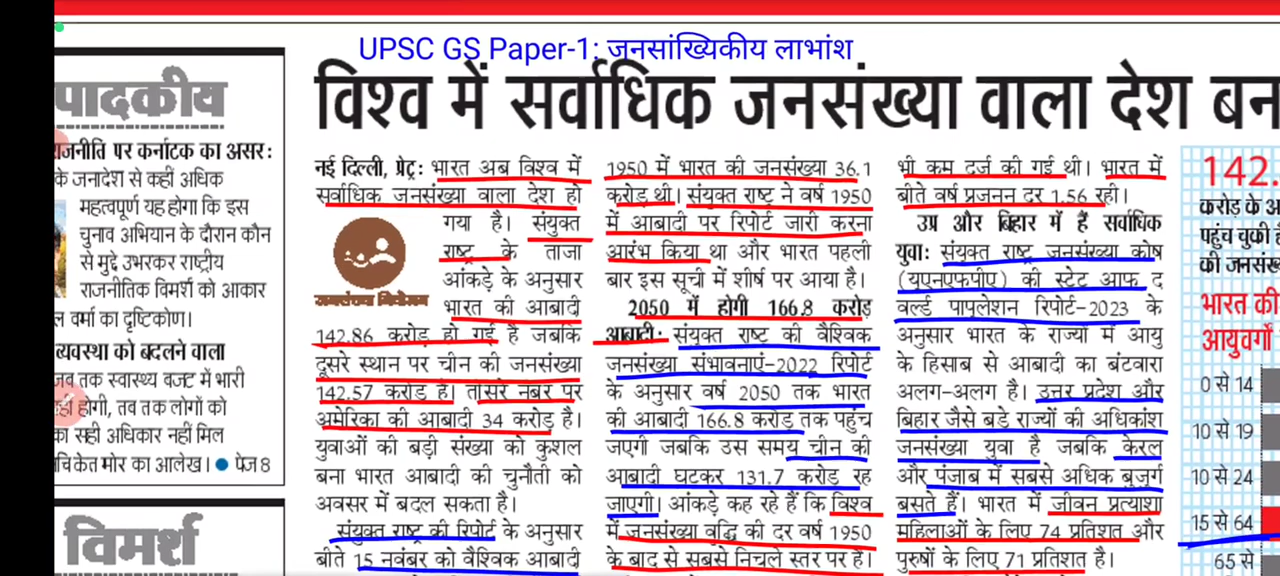 UPSC GS Paper-1: जनसांख्यिकीय लाभांश
विश्व में सर्वाधिक जनसंख्या वाला देश बन
पादकीय
राजनीति पर कर्नाटक का असर:
के जनादेश से कहीं अधिक
महत्वपूर्ण यह होगा कि इस
चुनाव अभियान के दौरान कौन
से मुद्दे उभरकर राष्ट्रीय
राजनीतिक विमर्श को आकार
ल वर्मा का दृष्टिकोण।
व्यवस्था को बदलने वाला
जब तक स्वास्थ्य बजट में भारी
होगी, तब तक लोगों को
का सही अधिकार नहीं मिल
चिकेत मोर का आलेख। ● पेज 8
विमर्श
नई दिल्ली, प्रेट्र: भारत अब विश्व में
सर्वाधिक जनसंख्या वाला देश हो
गया है। संयुक्त
राष्ट्र के ताजा
आंकड़े के अनुसार
भारत की आबादी
जनसंख्या नियोजन
142.86 करोड़ हो गई है जबकि
दूसरे स्थान पर चीन की जनसंख्या
142.57 करोड़ है। तीसरे नंबर पर
अमेरिका की आबादी 34 करोड़ है।
युवाओं की बड़ी संख्या को कुशल
बना भारत आबादी की चुनौती को
अवसर में बदल सकता है।
संयुक्त राष्ट्र की रिपोर्ट के अनुसार
बीते 15 नवंबर को वैश्विक आबादी
1950 में भारत की जनसंख्या 36.1
करोड़ थी। संयुक्त राष्ट्र ने वर्ष 1950
में आबादी पर रिपोर्ट जारी करना
आरंभ किया था और भारत पहली
बार इस सूची में शीर्ष पर आया है।
2050 में होगी 166.8 करोड़
आबादी: संयुक्त राष्ट्र की वैश्विक
जनसंख्या संभावनाएं-2022 रिपोर्ट
के अनुसार वर्ष 2050 तक भारत
की आबादी 166.8 करोड़ तक पहुंच
जाएगी जबकि उस समय चीन की
आबादी घटकर 131.7 करोड़ रह
जाएगी। आंकड़े कह रहे हैं कि विश्व
में जनसंख्या वृद्धि की दर वर्ष 1950
के बाद से सबसे निचले स्तर पर है।
भी कम दर्ज की गई थी। भारत में
बीते वर्ष प्रजनन दर 1.56 रही।
उप्र और बिहार में हैं सर्वाधिक
युवा: संयुक्त राष्ट्र जनसंख्या कोष
(यूएनएफपीए) की स्टेट आफ द
वर्ल्ड पापुलेशन रिपोर्ट-2023 के
अनुसार भारत के राज्यों में आयु
के हिसाब से आबादी का बंटवारा
अलग-अलग है। उत्तर प्रदेश और
बिहार जैसे बड़े राज्यों की अधिकांश
जनसंख्या युवा है जबकि केरल
और पंजाब में सबसे अधिक बुजुर्ग
बसते हैं। भारत में जीवन प्रत्याशा
महिलाओं के लिए 74 प्रतिशत और
पुरुषों के लिए 71 प्रतिशत है।
142.
करोड़ के
पहुंच चुकी
की जनसंख
भारत की
आयुवर्गो
0 से 14
10 से 19
10 से 24
15 से 64
65 से